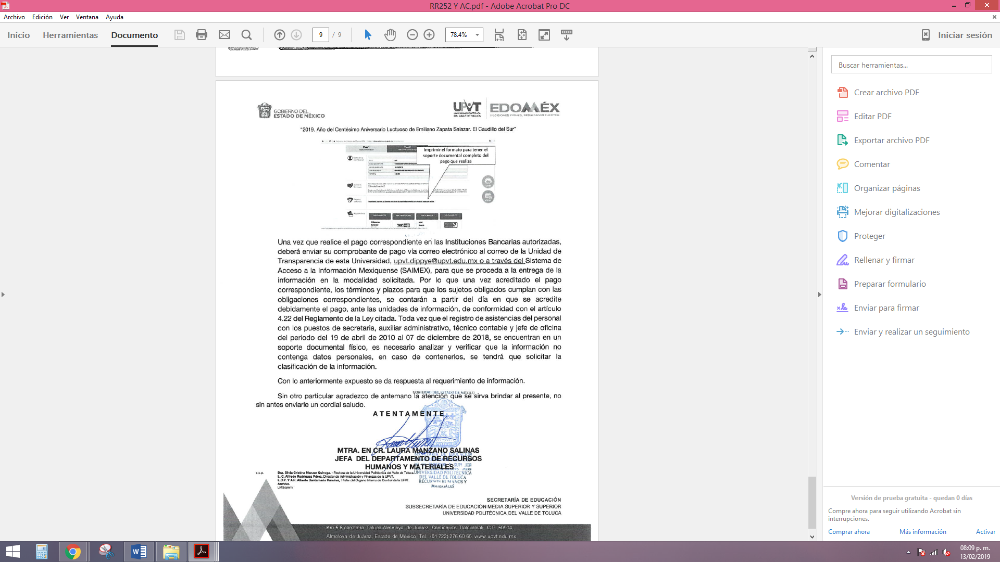 RR252 Y AC.pdf - Adobe Acrobat Pro DC
Archivo Edición Ver Ventana Ayuda
Inicio Herramientas Documento 9 / 9 78.4% Iniciar sesión
GOBIERNO DEL
ESTADO DE MÉXICO
UPVT
UNIVERSIDAD POLITÉCNICA
DEL VALLE DE TOLUCA
EDOMÉX
DECISIONES FIRMES, RESULTADOS FUERTES.
"2019. Año del Centésimo Aniversario Luctuoso de Emiliano Zapata Salazar. El Caudillo del Sur"
Paso 1
Imprimir el formato para tener el
soporte documental completo del
pago que realiza
Una vez que realice el pago correspondiente en las Instituciones Bancarias autorizadas,
deberá enviar su comprobante de pago vía correo electrónico al correo de la Unidad de
Transparencia de esta Universidad, upvt.dippye@upvt.edu.mx o a través del Sistema de
Acceso a la Información Mexiquense (SAIMEX), para que se proceda a la entrega de la
información en la modalidad solicitada. Por lo que una vez acreditado el pago
correspondiente, los términos y plazos para que los sujetos obligados cumplan con las
obligaciones correspondientes, se contarán a partir del día en que se acredite
debidamente el pago, ante las unidades de información, de conformidad con el artículo
4.22 del Reglamento de la Ley citada. Toda vez que el registro de asistencias del personal
con los puestos de secretaria, auxiliar administrativo, técnico contable y jefe de oficina
del periodo del 19 de abril de 2010 al 07 de diciembre de 2018, se encuentran en un
soporte documental físico, es necesario analizar y verificar que la información no
contenga datos personales, en caso de contenerlos, se tendrá que solicitar la
clasificación de la información.
Con lo anteriormente expuesto se da respuesta al requerimiento de información.
Sin otro particular agradezco de antemano la atención que se sirva brindar al presente, no
sin antes enviarle un cordial saludo.
GOBIERNO DEL ESTADO DE MÉXICO
A T E N T A M E N T E
MTRA. EN CR. LAURA MANZANO SALINAS
JEFA DEL DEPARTAMENTO DE RECURSOS
HUMANOS Y MATERIALES
SECRETARÍA DE EDUCACIÓN
UNIVERSIDAD POLITÉCNICA
DEL VALLE DE TOLUCA
RECURSOS HUMANOS Y
MATERIALES
c.c.p. Dra. Silvia Cristina Manzur Quiroga. - Rectora de la Universidad Politécnica del Valle de Toluca.
L. C. Alfredo Rodríguez Pérez, Director de Administración y Finanzas de la UPVT.
L.C.P. Y A.P. Alberto Santamaría Ramírez, Titular del Órgano Interno de Control de la UPVT.
Archivo.
LMS/ammr
SECRETARÍA DE EDUCACIÓN
SUBSECRETARÍA DE EDUCACIÓN MEDIA SUPERIOR Y SUPERIOR
UNIVERSIDAD POLITÉCNICA DEL VALLE DE TOLUCA
Km 5.6 carretera Toluca-Almoloya de Juárez, Santiaguito Tlalcilalcali, C.P. 50904,
Almoloya de Juárez, Estado de México. Tel.: (01 722) 276 60 60. www.upvt.edu.mx
Buscar herramientas...
Crear archivo PDF
Editar PDF
Exportar archivo PDF
Comentar
Organizar páginas
Mejorar digitalizaciones
Proteger
Rellenar y firmar
Preparar formulario
Enviar para firmar
Enviar y realizar un seguimiento
Versión de prueba gratuita - quedan 0 días
Compre ahora para seguir utilizando Acrobat sin
interrupciones.
Comprar ahora Más información Activar
08:09 p. m.
13/02/2019